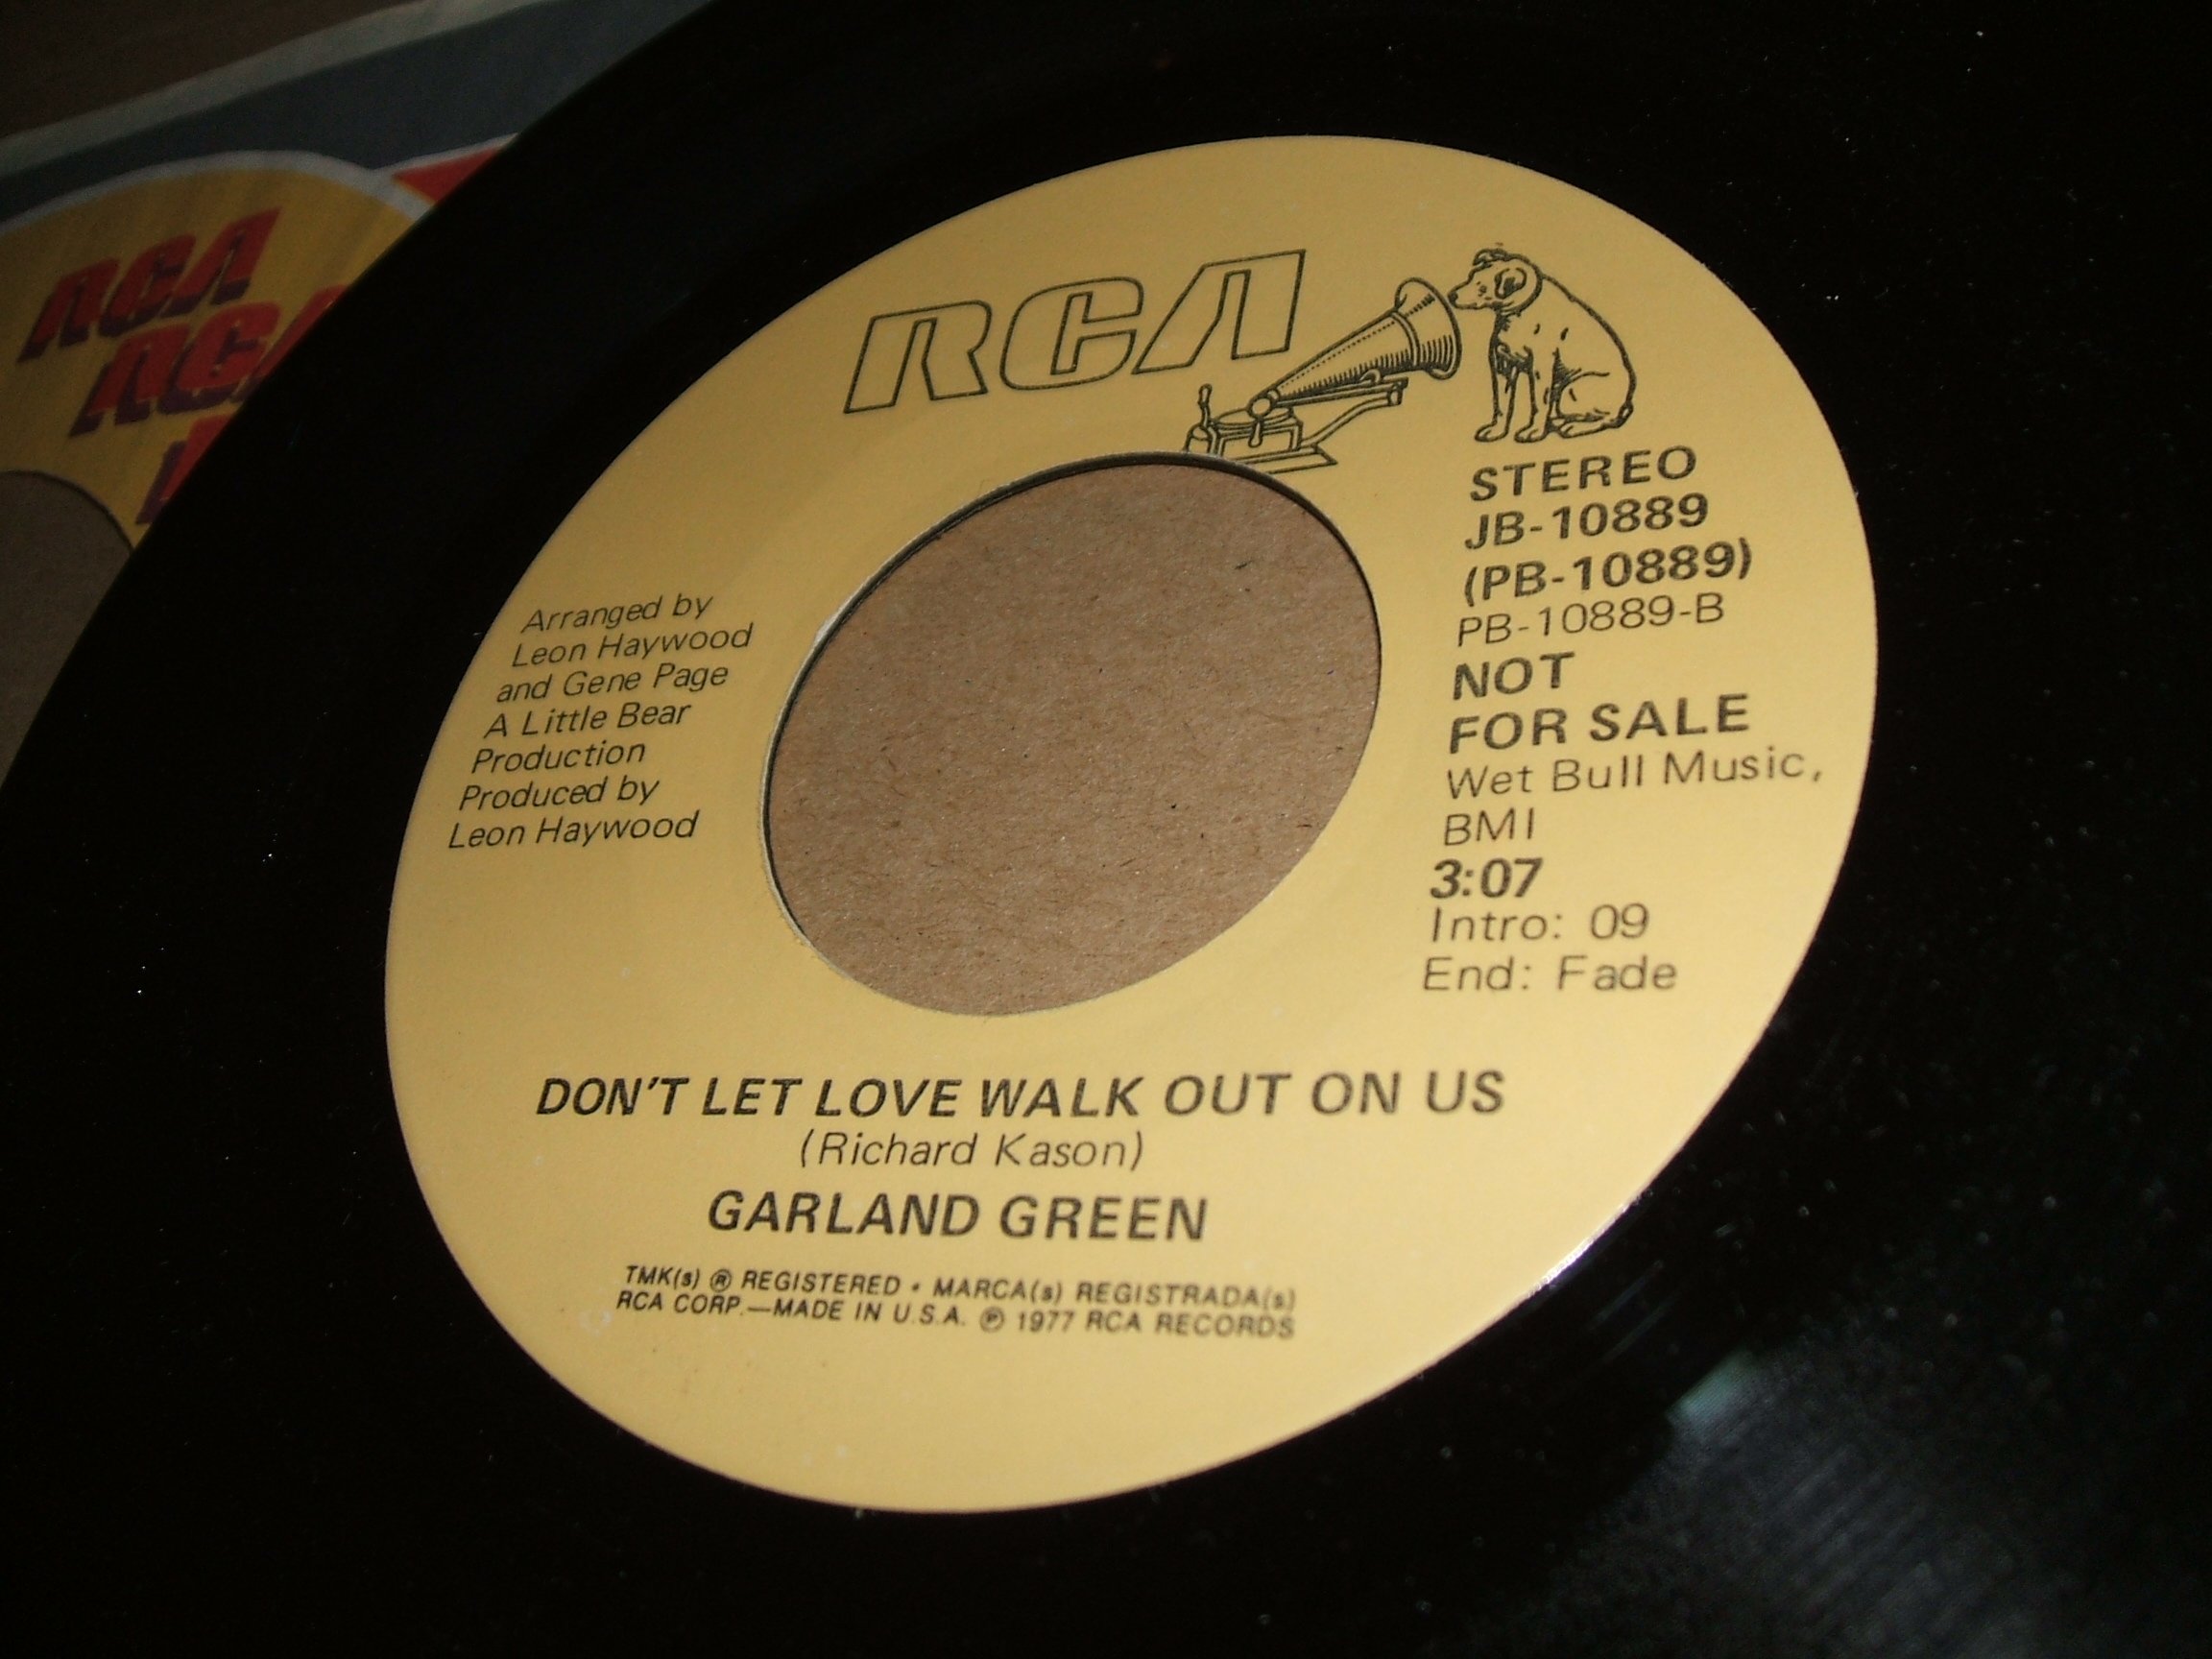 RCA
RCA
RCA
STEREO
JB-10889
(PB-10889)
PB-10889-B
NOT
FOR SALE
Wet Bull Music,
BMI
3:07
Intro: 09
End: Fade
Arranged by
Leon Haywood
and Gene Page
A Little Bear
Production
Produced by
Leon Haywood
DON'T LET LOVE WALK OUT ON US
(Richard Kason)
GARLAND GREEN
TMK(s) ® REGISTERED • MARCA(s) REGISTRADA(s)
RCA CORP.—MADE IN U.S.A. ℗ 1977 RCA RECORDS